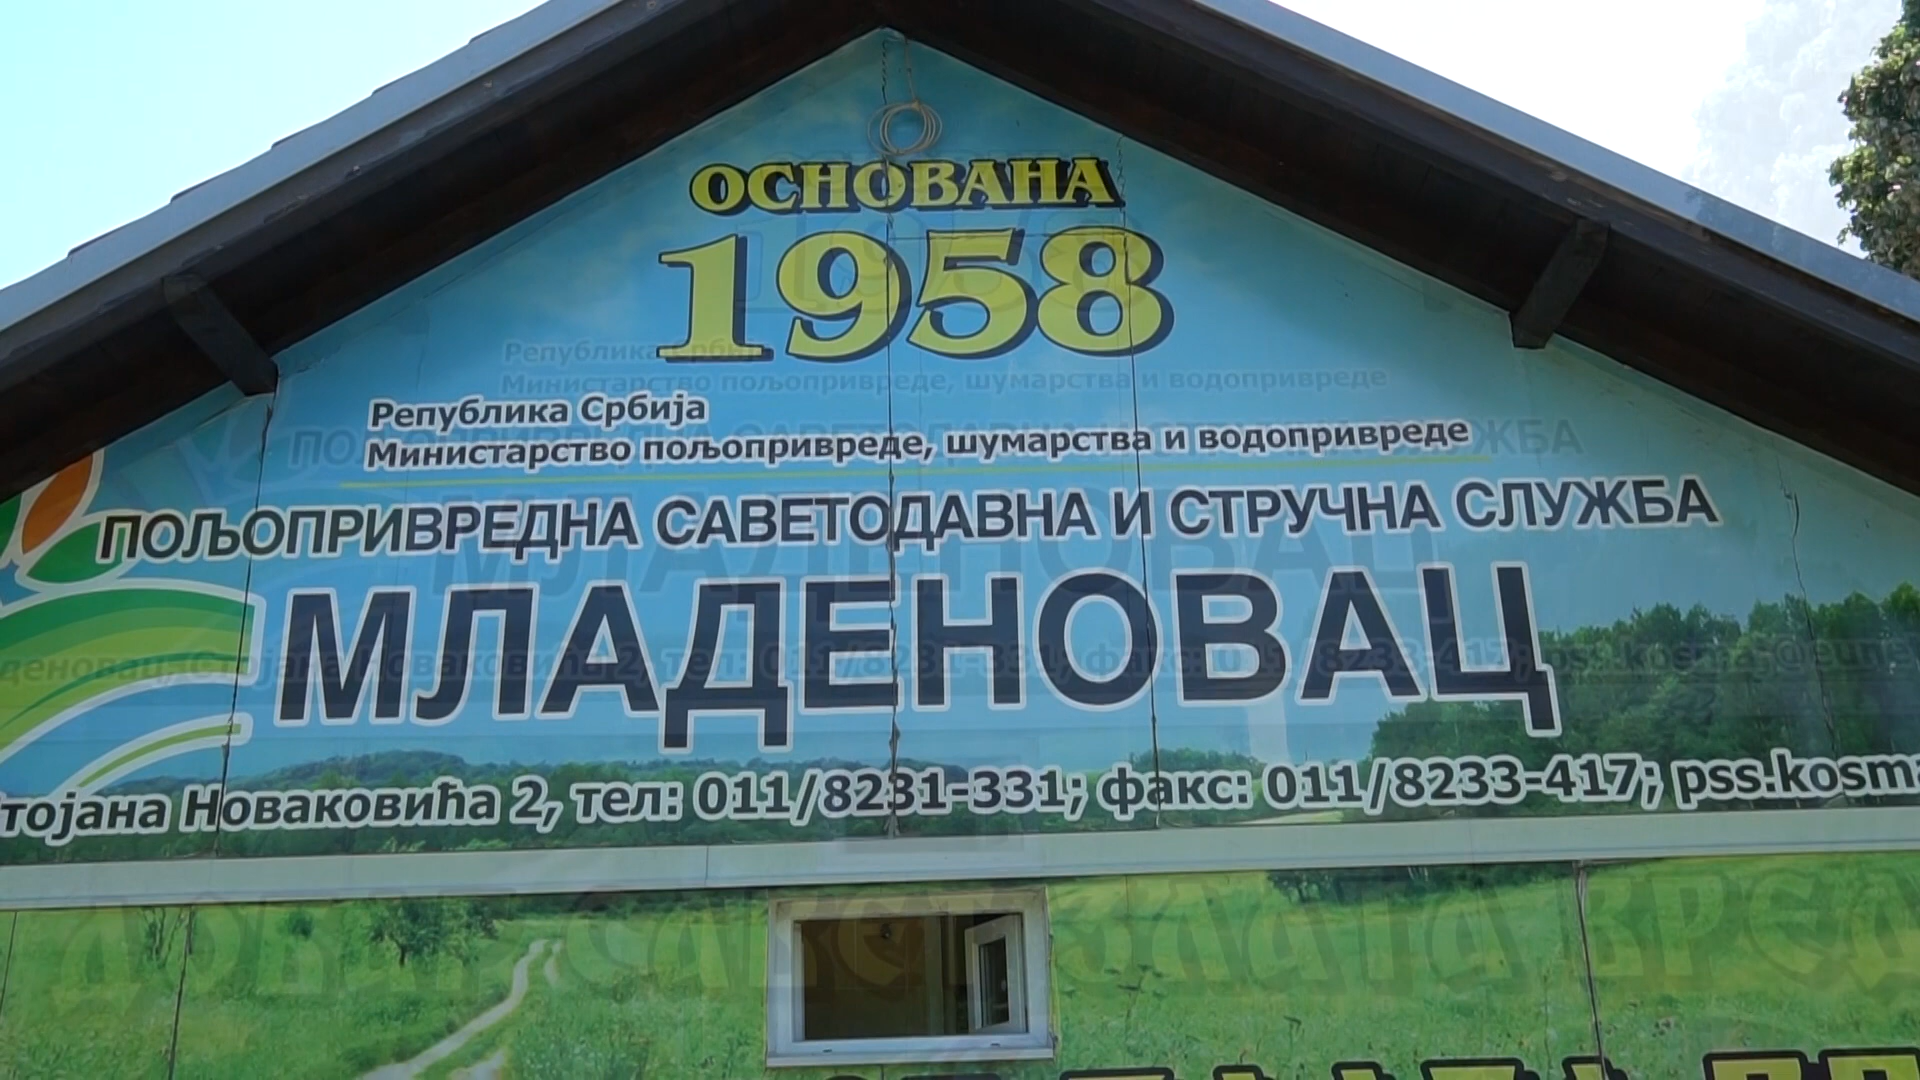 ОСНОВАНА
1958
Република Србија
Министарство пољопривреде, шумарства и водопривреде
ПОЉОПРИВРЕДНА САВЕТОДАВНА И СТРУЧНА СЛУЖБА
МЛАДЕНОВАЦ
тојана Новаковића 2, тел: 011/8231-331; факс: 011/8233-417; pss.kosma